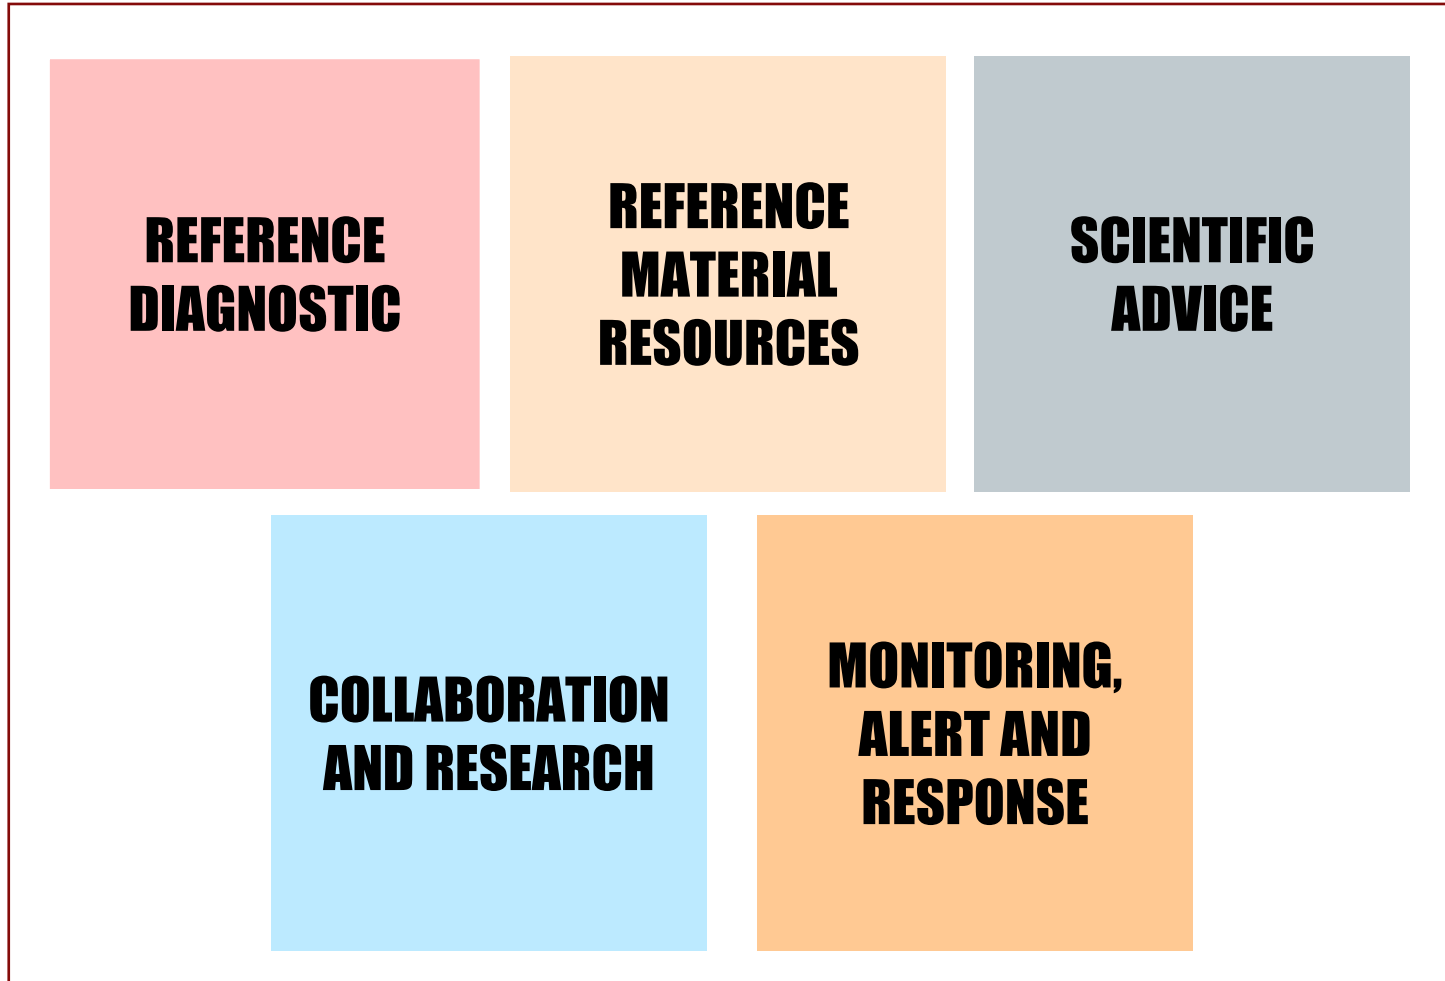 REFERENCE
DIAGNOSTIC
REFERENCE
MATERIAL
RESOURCES
SCIENTIFIC
ADVICE
COLLABORATION
AND RESEARCH
MONITORING,
ALERT AND
RESPONSE